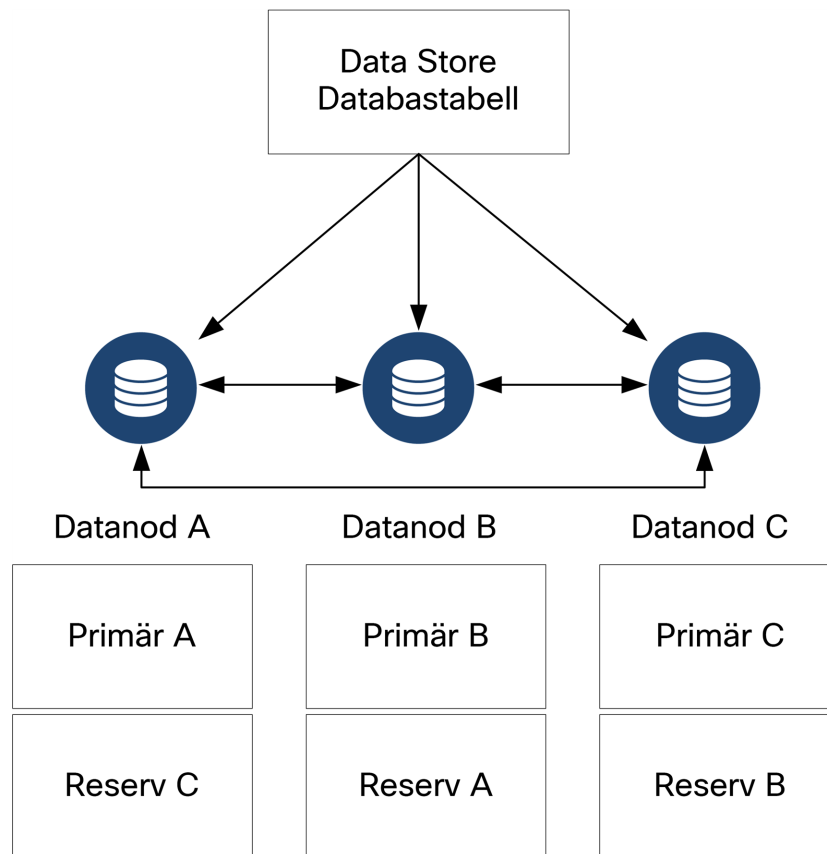 Data Store
Databastabell
Datanod A
Datanod B
Datanod C
Primär A
Primär B
Primär C
Reserv C
Reserv A
Reserv B